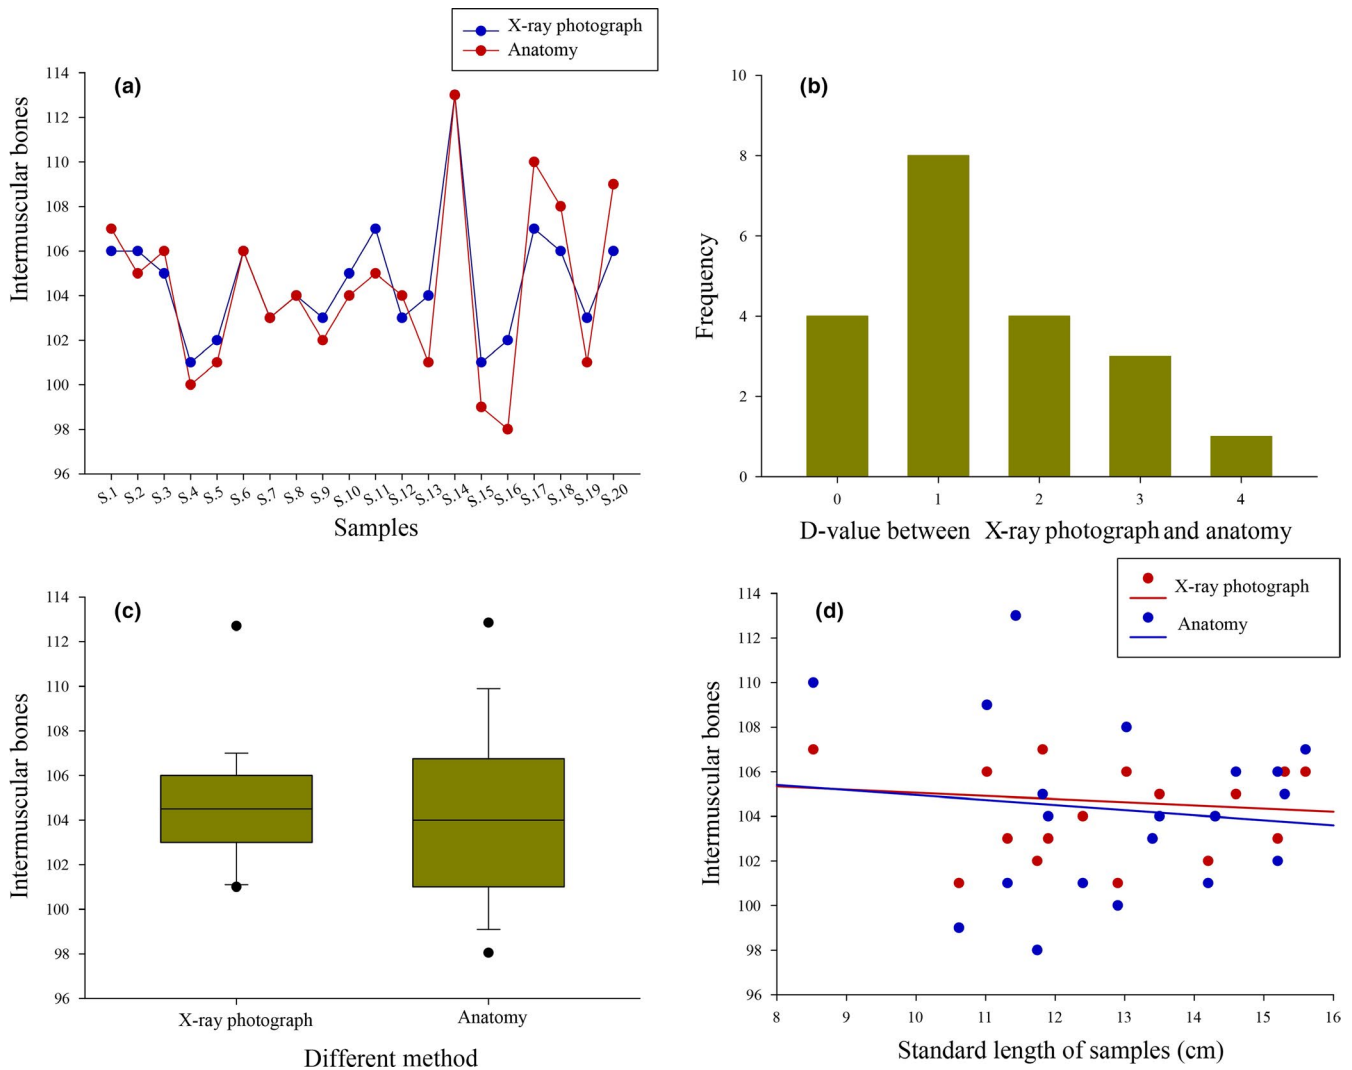 X-ray photograph
Anatomy
(a)
Intermuscular bones
114
112
110
108
106
104
102
100
98
96
S.1 S.2 S.3 S.4 S.5 S.6 S.7 S.8 S.9 S.10 S.11 S.12 S.13 S.14 S.15 S.16 S.17 S.18 S.19 S.20
Samples
(b)
Frequency
10
8
6
4
2
0
0 1 2 3 4
D-value between X-ray photograph and anatomy
(c)
Intermuscular bones
114
112
110
108
106
104
102
100
98
96
X-ray photograph Anatomy
Different method
X-ray photograph
Anatomy
(d)
Intermuscular bones
114
112
110
108
106
104
102
100
98
96
8 9 10 11 12 13 14 15 16
Standard length of samples (cm)